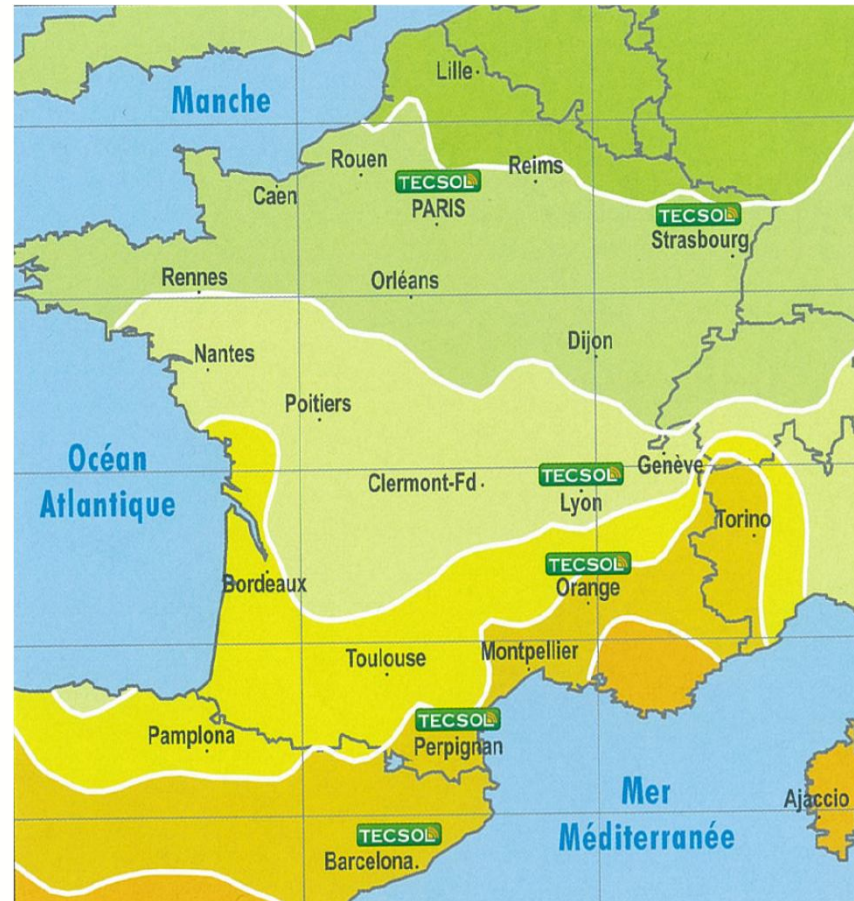 Lille
Manche
Rouen
Reims
Caen
TECSOL
PARIS
TECSOL
Strasbourg
Rennes
Orléans
Dijon
Nantes
Poitiers
Océan
Atlantique
Clermont-Fd
Genève
TECSOL
Lyon
Torino
Bordeaux
TECSOL
Orange
Toulouse
Montpellier
Pamplona
TECSOL
Perpignan
Mer
Méditerranée
Ajaccio
TECSOL
Barcelona